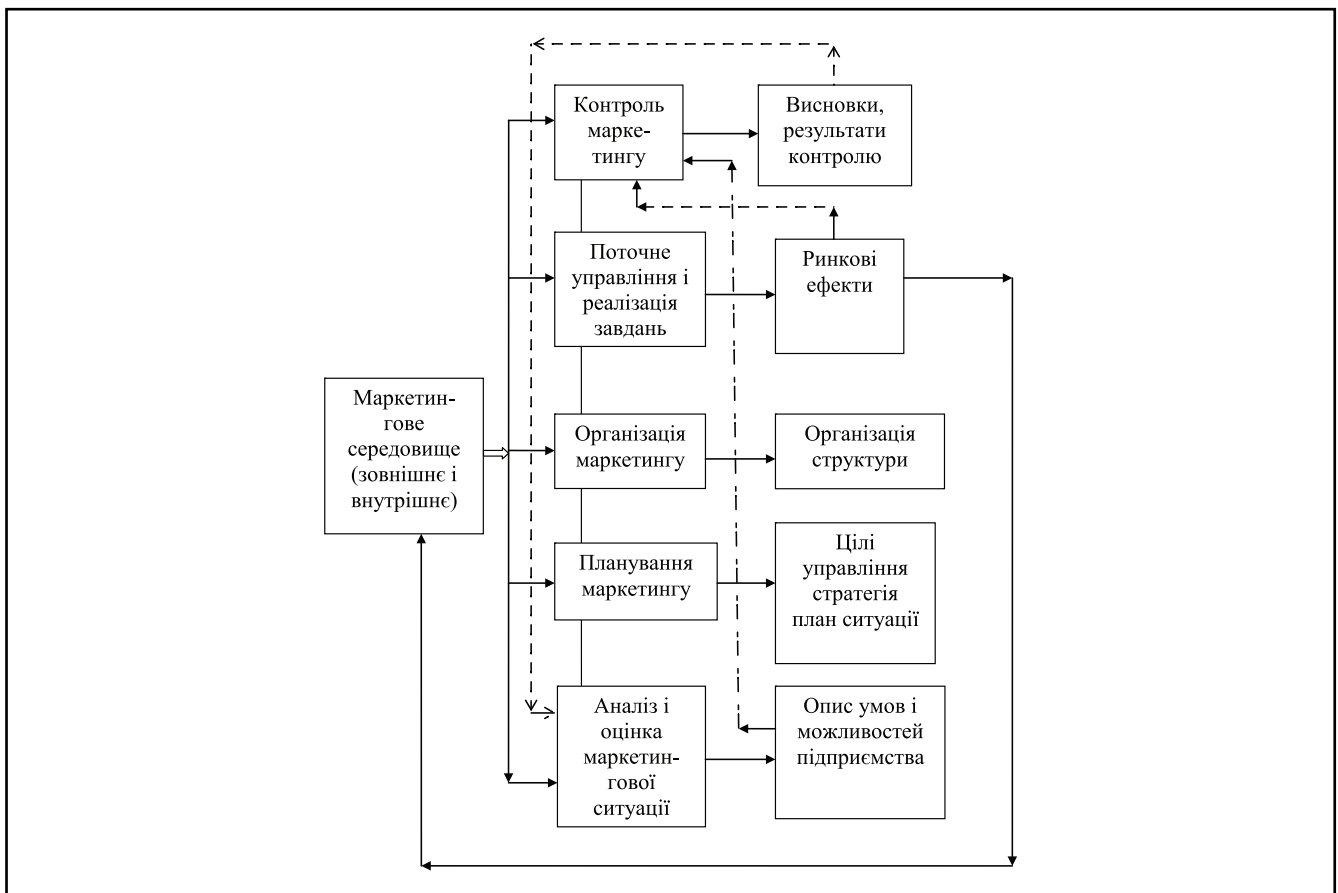 Контроль
марке-
тингу
Висновки,
результати
контролю
Поточне
управління і
реалізація
завдань
Ринкові
ефекти
Маркетин-
гове
середовище
(зовнішнє і
внутрішнє)
Організація
маркетингу
Організація
структури
Планування
маркетингу
Цілі
управління
стратегія
план ситуації
Аналіз і
оцінка
маркетин-
гової
ситуації
Опис умов і
можливостей
підприємства